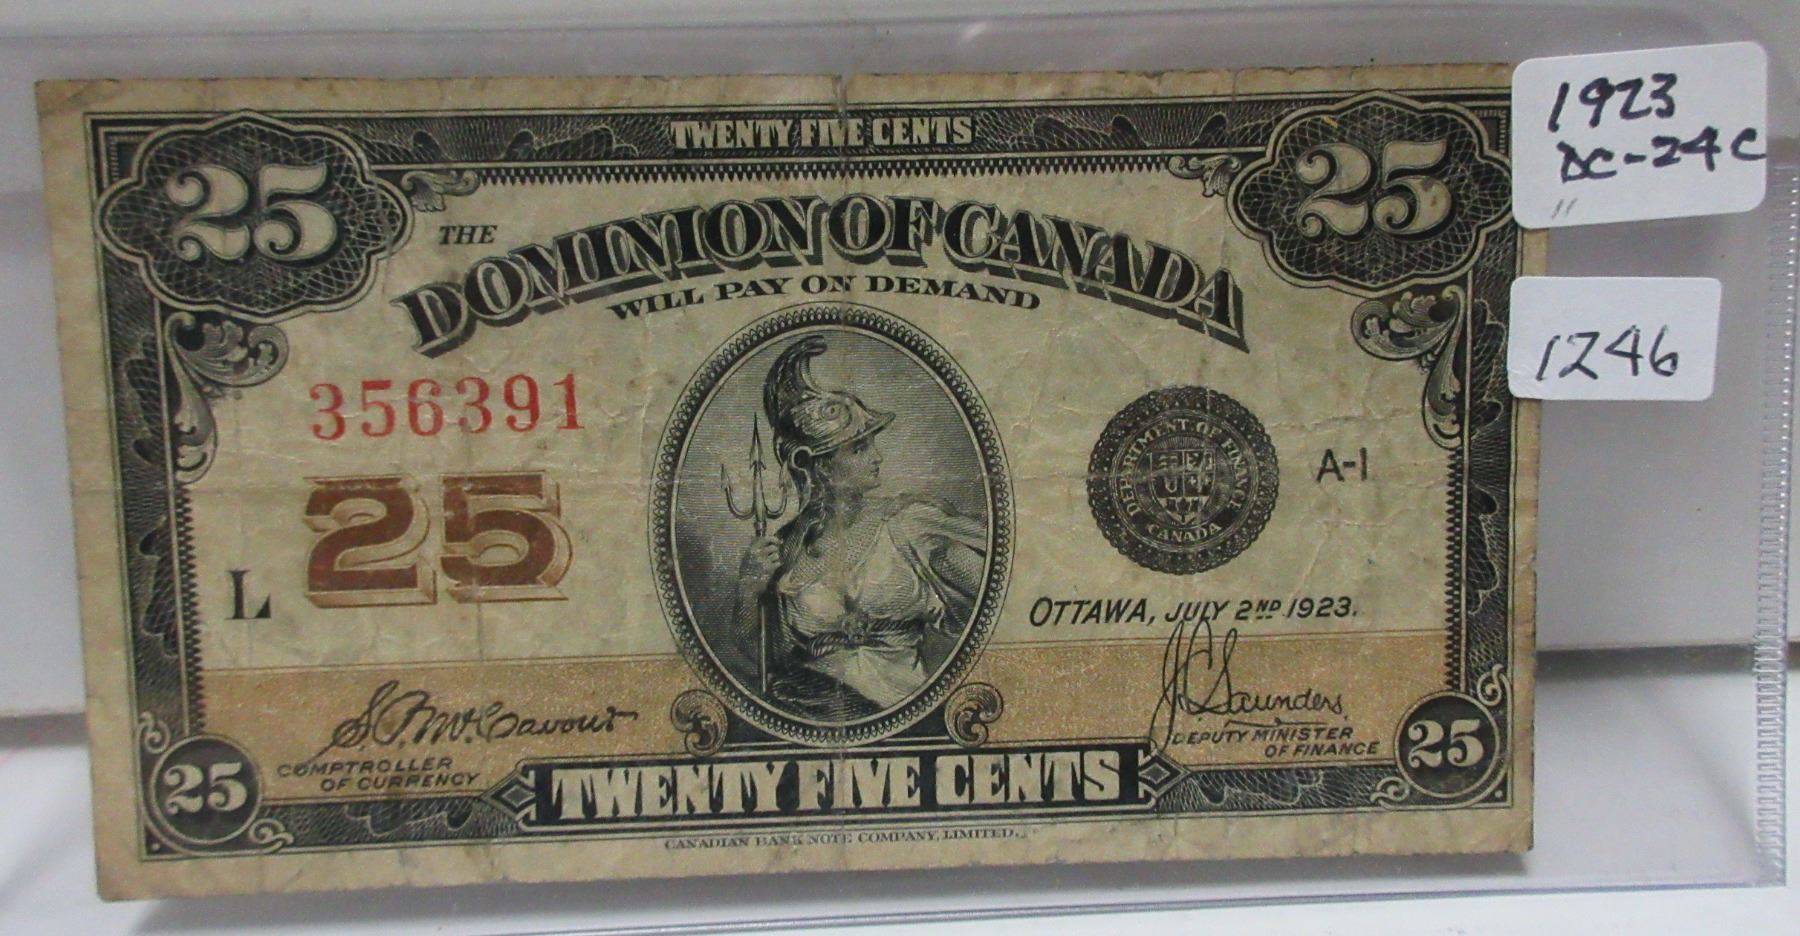 TWENTY FIVE CENTS
25
25
THE
DOMINION OF CANADA
WILL PAY ON DEMAND
356391
25
L
DEPARTMENT OF FINANCE
CANADA
A-1
OTTAWA, JULY 2ND 1923.
J.C. Saunders,
DEPUTY MINISTER
OF FINANCE
COMPTROLLER
OF CURRENCY
25
TWENTY FIVE CENTS
25
CANADIAN BANK NOTE COMPANY, LIMITED.
1923
DC-24C
1246